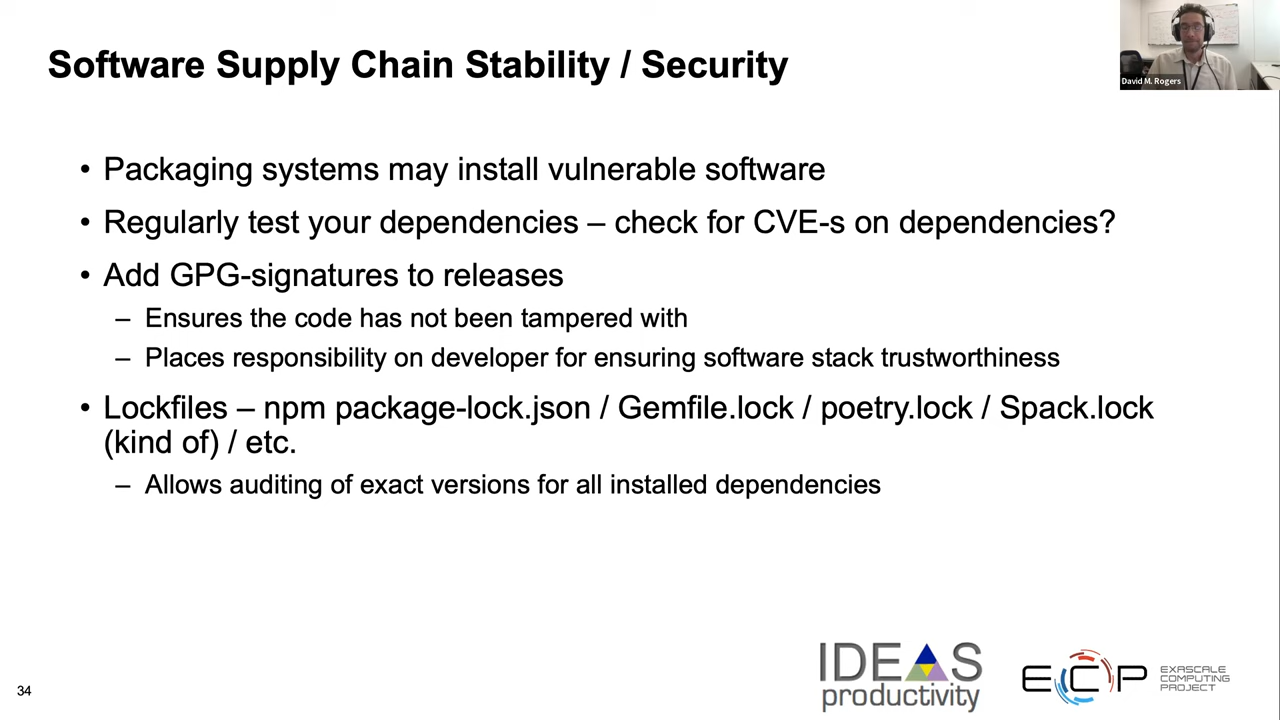 Software Supply Chain Stability / Security
David M. Rogers
• Packaging systems may install vulnerable software
• Regularly test your dependencies – check for CVE-s on dependencies?
• Add GPG-signatures to releases
– Ensures the code has not been tampered with
– Places responsibility on developer for ensuring software stack trustworthiness
• Lockfiles – npm package-lock.json / Gemfile.lock / poetry.lock / Spack.lock
(kind of) / etc.
– Allows auditing of exact versions for all installed dependencies
34
IDEAS
productivity
ECP
EXASCALE
COMPUTING
PROJECT